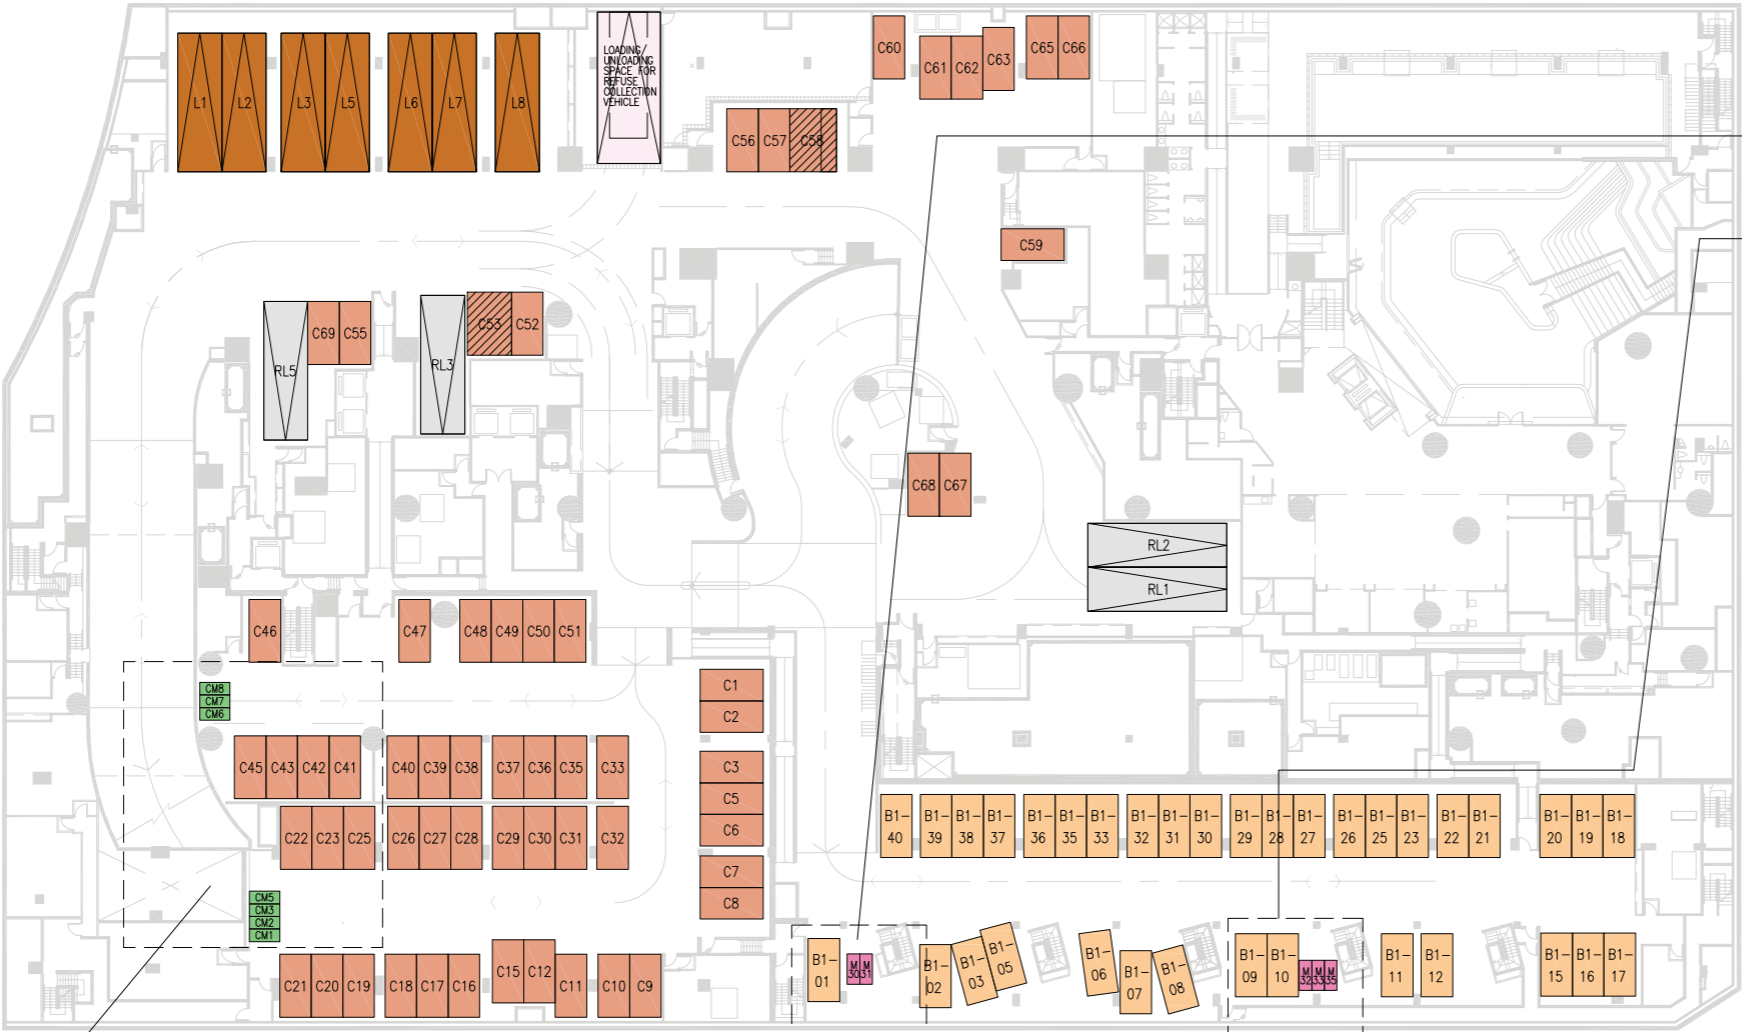 C60
C61
C62
C63
C65
C66
LOADING/
UNLOADING
SPACE FOR
REFUSE
COLLECTION
VEHICLE
L1
L2
L3
L5
L6
L7
L8
C56
C57
C58
C59
C69
C55
C53
C52
RL5
RL3
C68
C67
RL2
RL1
C46
C47
C48
C49
C50
C51
CM8
CM7
CM6
C1
C2
C45
C43
C42
C41
C40
C39
C38
C37
C36
C35
C33
C3
C5
C6
C22
C23
C25
C26
C27
C28
C29
C30
C31
C32
B1-
40
B1-
39
B1-
38
B1-
37
B1-
36
B1-
35
B1-
33
B1-
32
B1-
31
B1-
30
B1-
29
B1-
28
B1-
27
B1-
26
B1-
25
B1-
23
B1-
22
B1-
21
B1-
20
B1-
19
B1-
18
C7
C8
CM5
CM3
CM2
CM1
C21
C20
C19
C18
C17
C16
C15
C12
C11
C10
C9
B1-
01
M
30
M
31
B1-
02
B1-
03
B1-
05
B1-
06
B1-
07
B1-
08
B1-
09
B1-
10
M
32
M
33
M
35
B1-
11
B1-
12
B1-
15
B1-
16
B1-
17